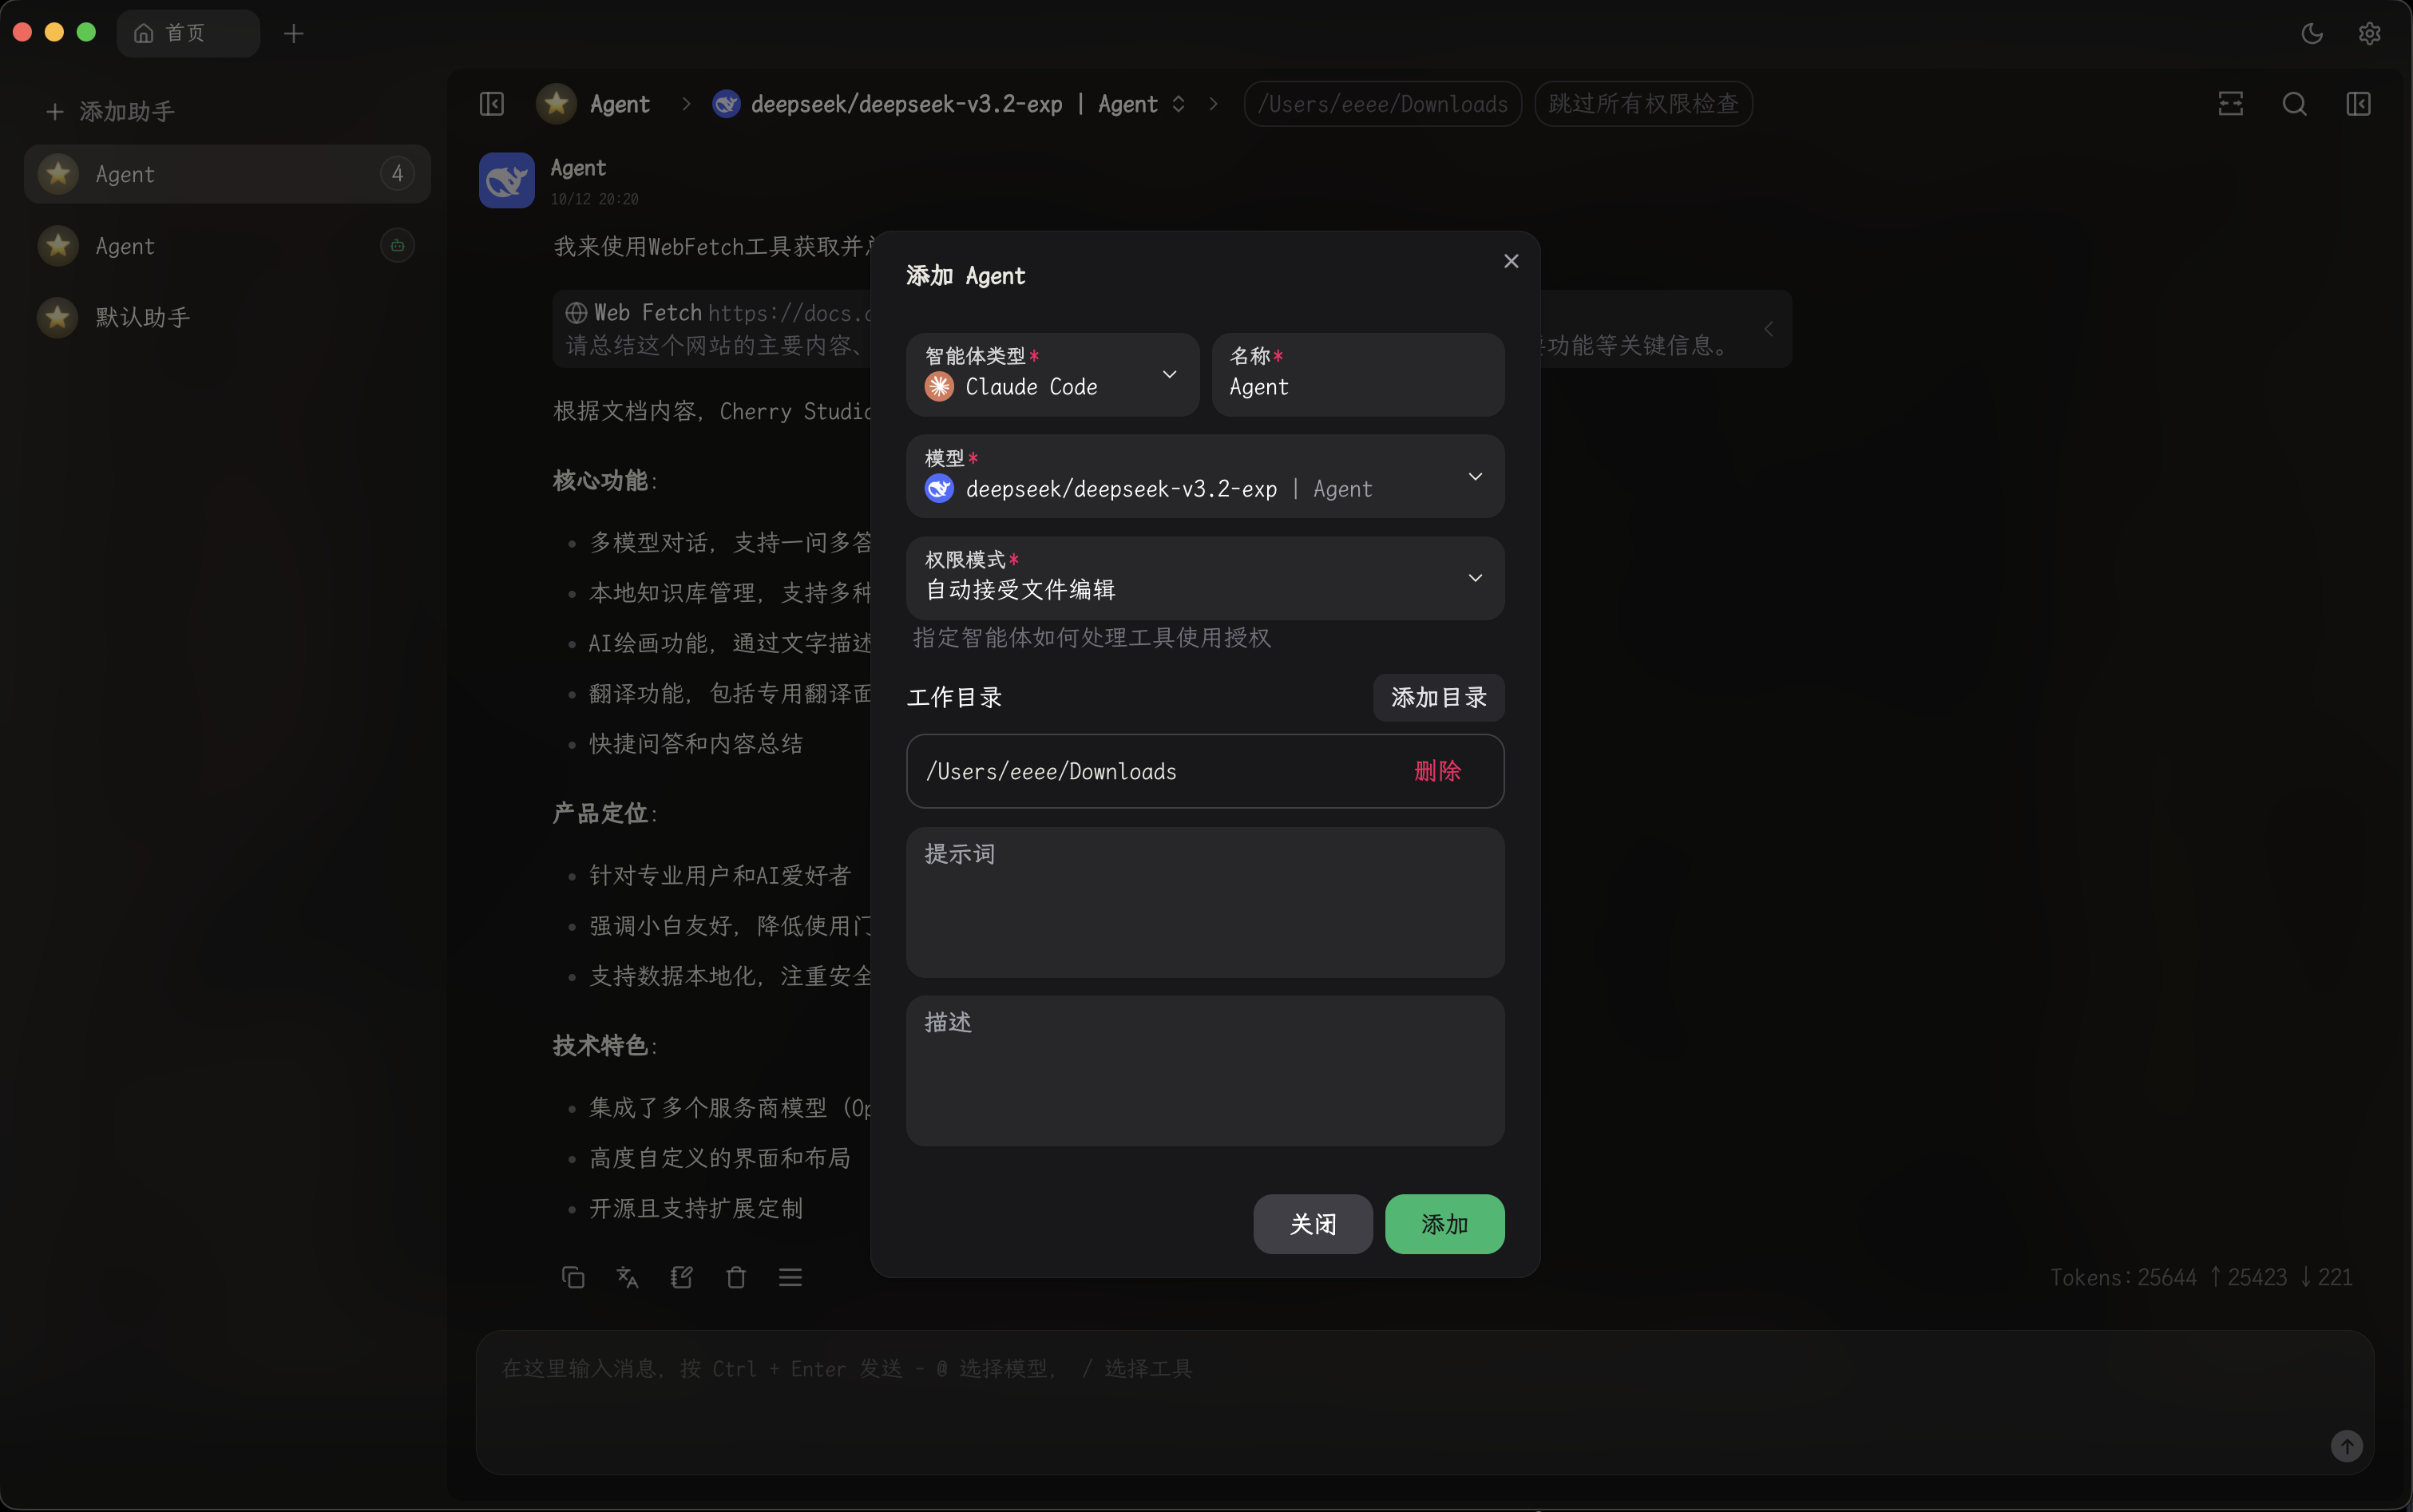 首页
添加助手
Agent 4
Agent
默认助手
Agent deepseek/deepseek-v3.2-exp | Agent /Users/eeee/Downloads 跳过所有权限检查
Agent
10/12 20:20
我来使用WebFetch工具获取并
Web Fetch https://docs.
请总结这个网站的主要内容、 功能等关键信息。
根据文档内容，Cherry Studio
核心功能：
多模型对话，支持一问多答
本地知识库管理，支持多种
AI绘画功能，通过文字描述
翻译功能，包括专用翻译面
快捷问答和内容总结
产品定位：
针对专业用户和AI爱好者
强调小白友好，降低使用门
支持数据本地化，注重安全
技术特色：
集成了多个服务商模型（Op
高度自定义的界面和布局
开源且支持扩展定制
Tokens:25644 ↑25423 ↓221
在这里输入消息，按 Ctrl + Enter 发送 - @ 选择模型， / 选择工具
添加 Agent
智能体类型*
Claude Code
名称*
Agent
模型*
deepseek/deepseek-v3.2-exp | Agent
权限模式*
自动接受文件编辑
指定智能体如何处理工具使用授权
工作目录 添加目录
/Users/eeee/Downloads 删除
提示词
描述
关闭 添加